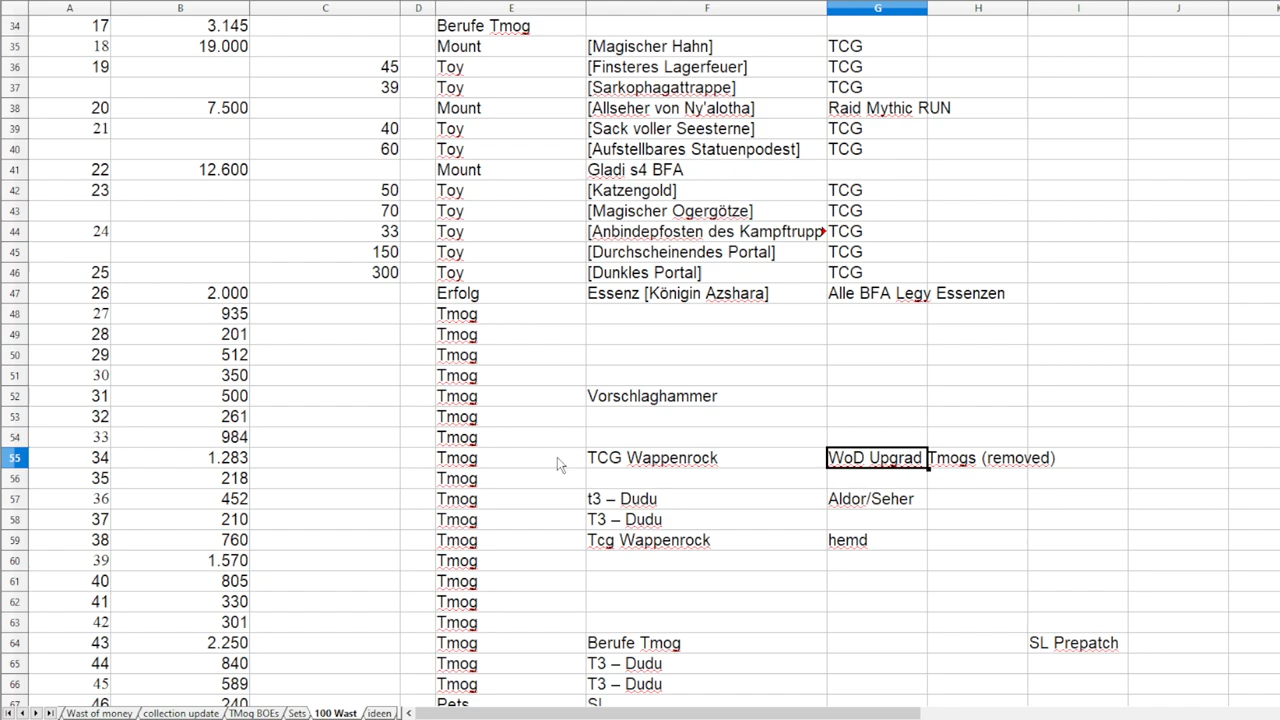 A B C D E F G H I J
34 17 3.145 Berufe Tmog
35 18 19.000 Mount [Magischer Hahn] TCG
36 19 45 Toy [Finsteres Lagerfeuer] TCG
37 39 Toy [Sarkophagattrappe] TCG
38 20 7.500 Mount [Allseher von Ny'alotha] Raid Mythic RUN
39 21 40 Toy [Sack voller Seesterne] TCG
40 60 Toy [Aufstellbares Statuenpodest] TCG
41 22 12.600 Mount Gladi s4 BFA
42 23 50 Toy [Katzengold] TCG
43 70 Toy [Magischer Ogergötze] TCG
44 24 33 Toy [Anbindepfosten des Kampftrupp TCG
45 150 Toy [Durchscheinendes Portal] TCG
46 25 300 Toy [Dunkles Portal] TCG
47 26 2.000 Erfolg Essenz [Königin Azshara] Alle BFA Legy Essenzen
48 27 935 Tmog
49 28 201 Tmog
50 29 512 Tmog
51 30 350 Tmog
52 31 500 Tmog Vorschlaghammer
53 32 261 Tmog
54 33 984 Tmog
55 34 1.283 Tmog TCG Wappenrock WoD Upgrad Tmogs (removed)
56 35 218 Tmog
57 36 452 Tmog t3 – Dudu Aldor/Seher
58 37 210 Tmog T3 – Dudu
59 38 760 Tmog Tcg Wappenrock hemd
60 39 1.570 Tmog
61 40 805 Tmog
62 41 330 Tmog
63 42 301 Tmog
64 43 2.250 Tmog Berufe Tmog SL Prepatch
65 44 840 Tmog T3 – Dudu
66 45 589 Tmog T3 – Dudu
67 46 240 Pets SL
Wast of money collection update TMog BOEs Sets 100 Wast ideen